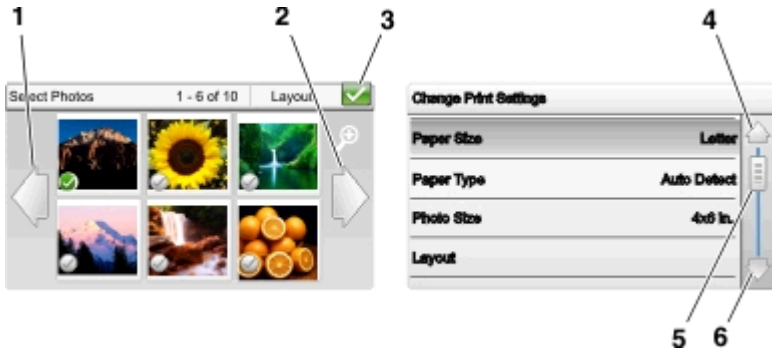 1 2 3 4
Select Photos 1 - 6 of 10 Layout
Change Print Settings
Paper Size Letter
Paper Type Auto Detect
Photo Size 4x6 in.
Layout
5 6